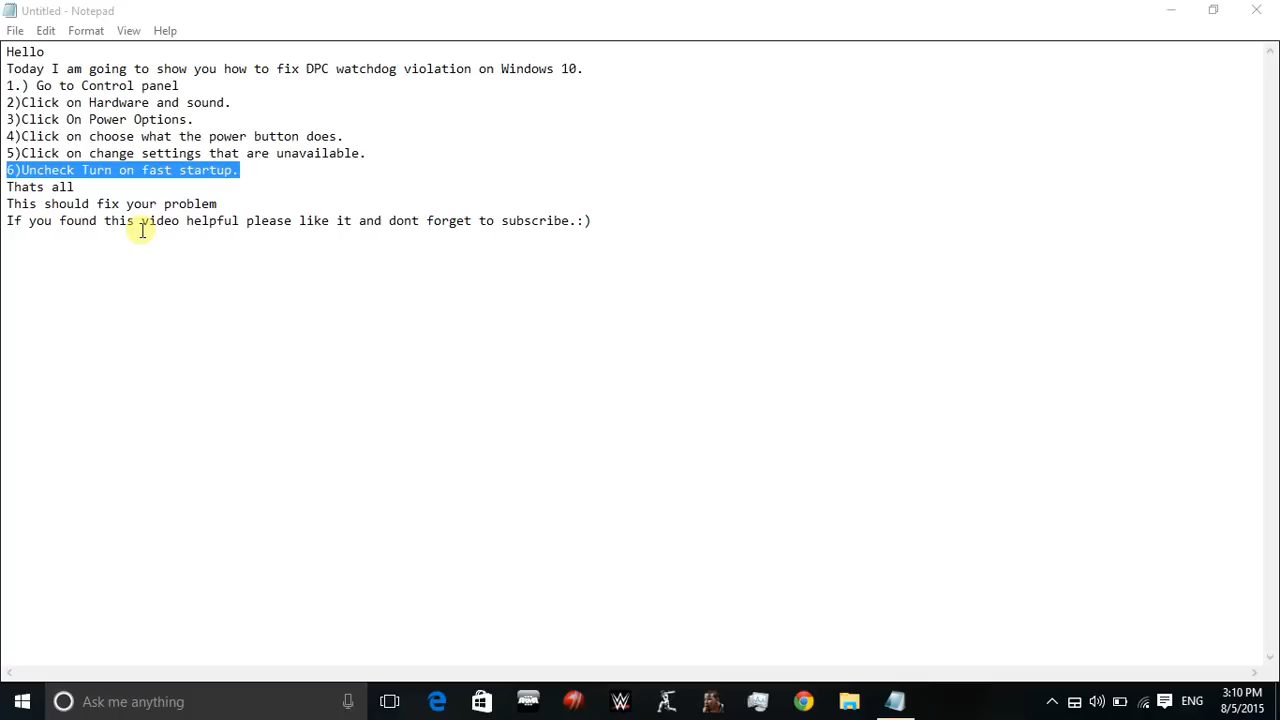 Untitled - Notepad
File Edit Format View Help
Hello
Today I am going to show you how to fix DPC watchdog violation on Windows 10.
1.) Go to Control panel
2)Click on Hardware and sound.
3)Click On Power Options.
4)Click on choose what the power button does.
5)Click on change settings that are unavailable.
6)Uncheck Turn on fast startup.
Thats all
This should fix your problem
If you found this video helpful please like it and dont forget to subscribe.:)
Ask me anything
ENG
3:10 PM
8/5/2015